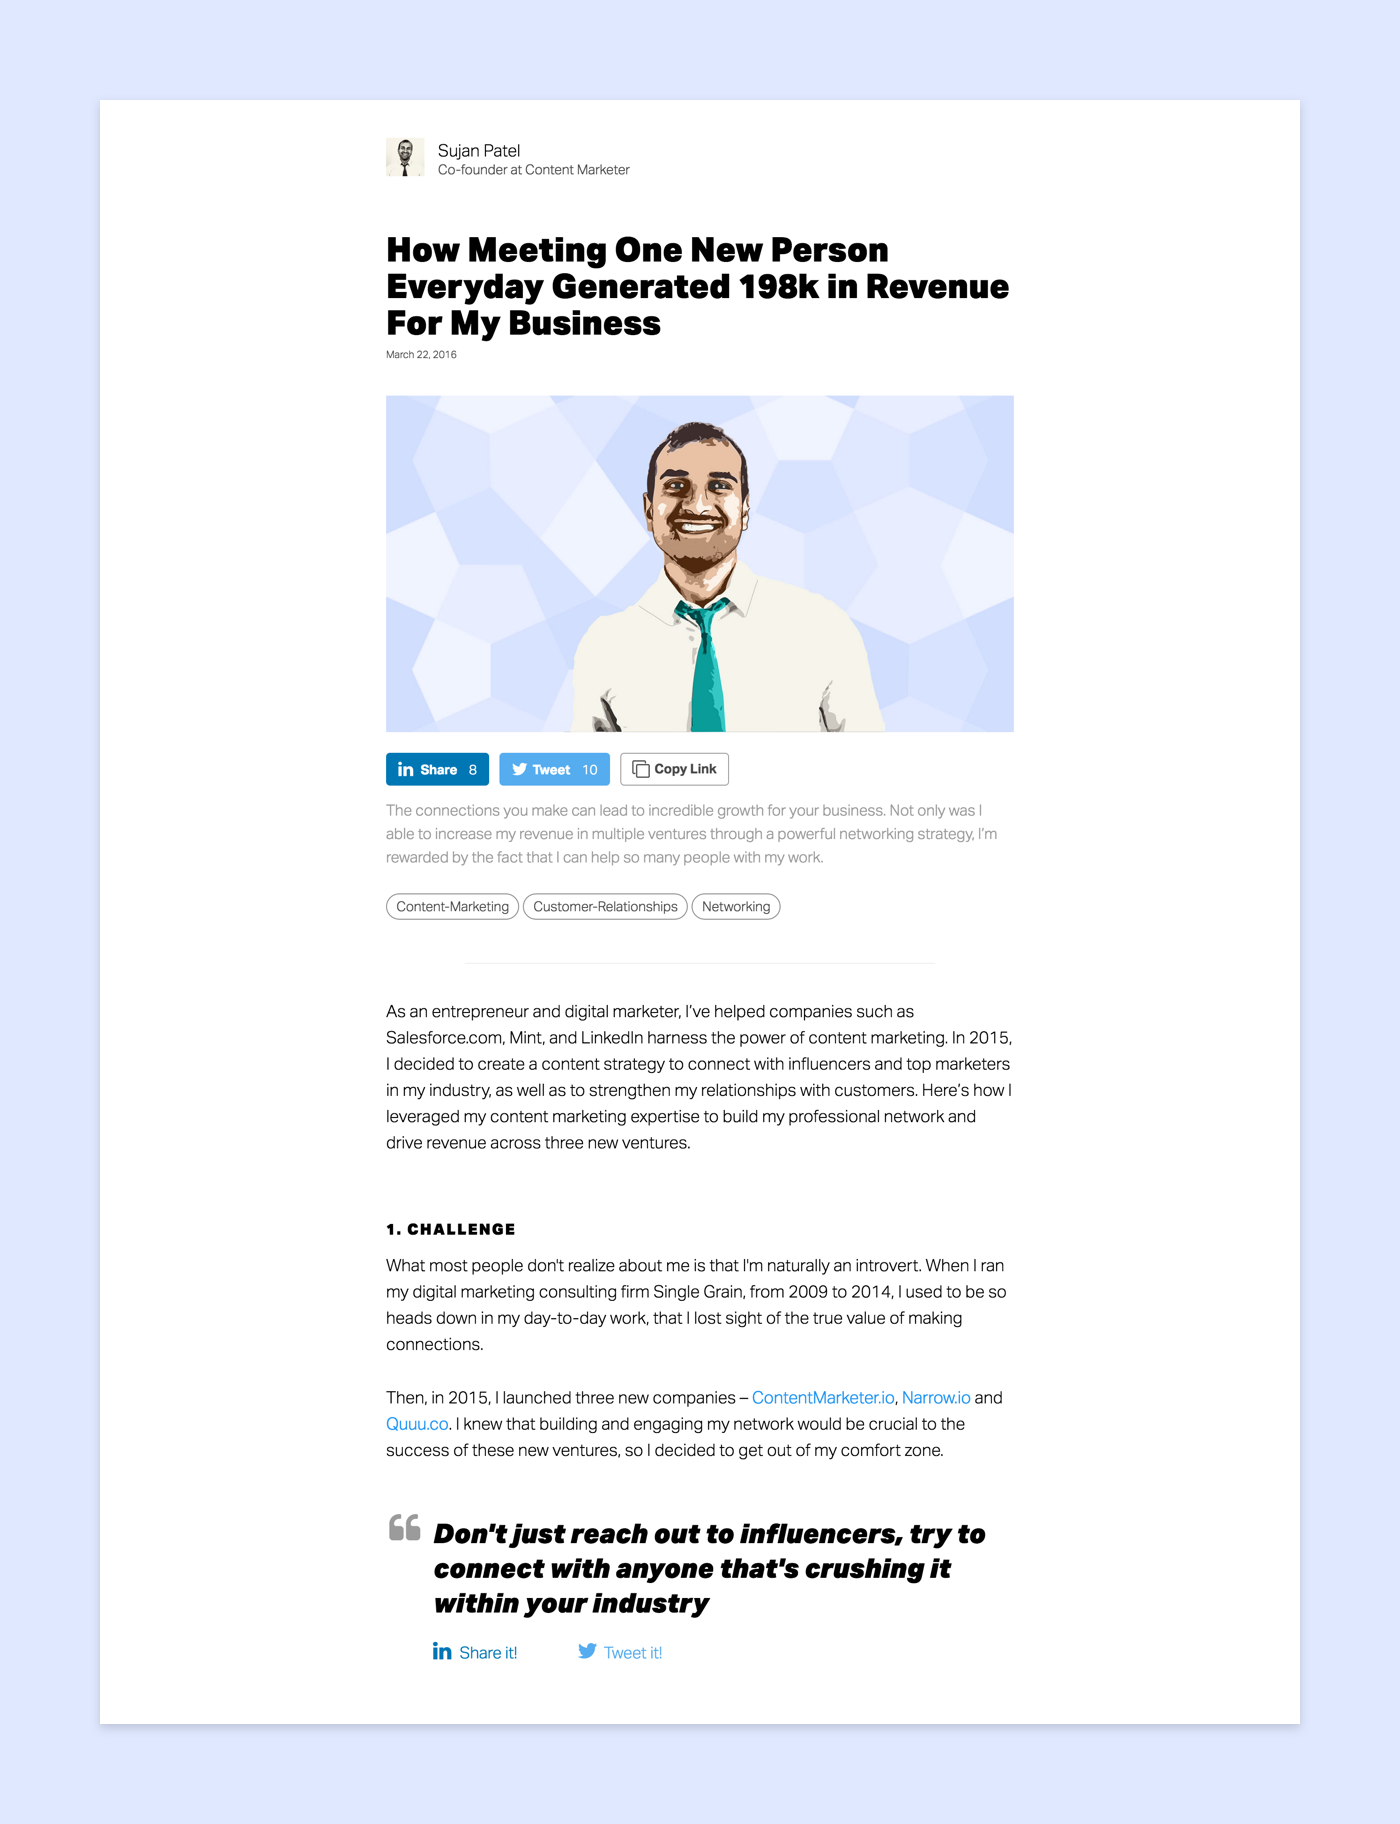 Sujan Patel
Co-founder at Content Marketer
How Meeting One New Person
Everyday Generated 198k in Revenue
For My Business
March 22, 2016
in Share 8
Tweet 10
Copy Link
The connections you make can lead to incredible growth for your business. Not only was I
able to increase my revenue in multiple ventures through a powerful networking strategy, I’m
rewarded by the fact that I can help so many people with my work.
Content-Marketing
Customer-Relationships
Networking
As an entrepreneur and digital marketer, I’ve helped companies such as
Salesforce.com, Mint, and LinkedIn harness the power of content marketing. In 2015,
I decided to create a content strategy to connect with influencers and top marketers
in my industry, as well as to strengthen my relationships with customers. Here’s how I
leveraged my content marketing expertise to build my professional network and
drive revenue across three new ventures.
1. CHALLENGE
What most people don't realize about me is that I'm naturally an introvert. When I ran
my digital marketing consulting firm Single Grain, from 2009 to 2014, I used to be so
heads down in my day-to-day work, that I lost sight of the true value of making
connections.
Then, in 2015, I launched three new companies – ContentMarketer.io, Narrow.io and
Quuu.co. I knew that building and engaging my network would be crucial to the
success of these new ventures, so I decided to get out of my comfort zone.
“ Don't just reach out to influencers, try to
connect with anyone that's crushing it
within your industry
in Share it!
Tweet it!